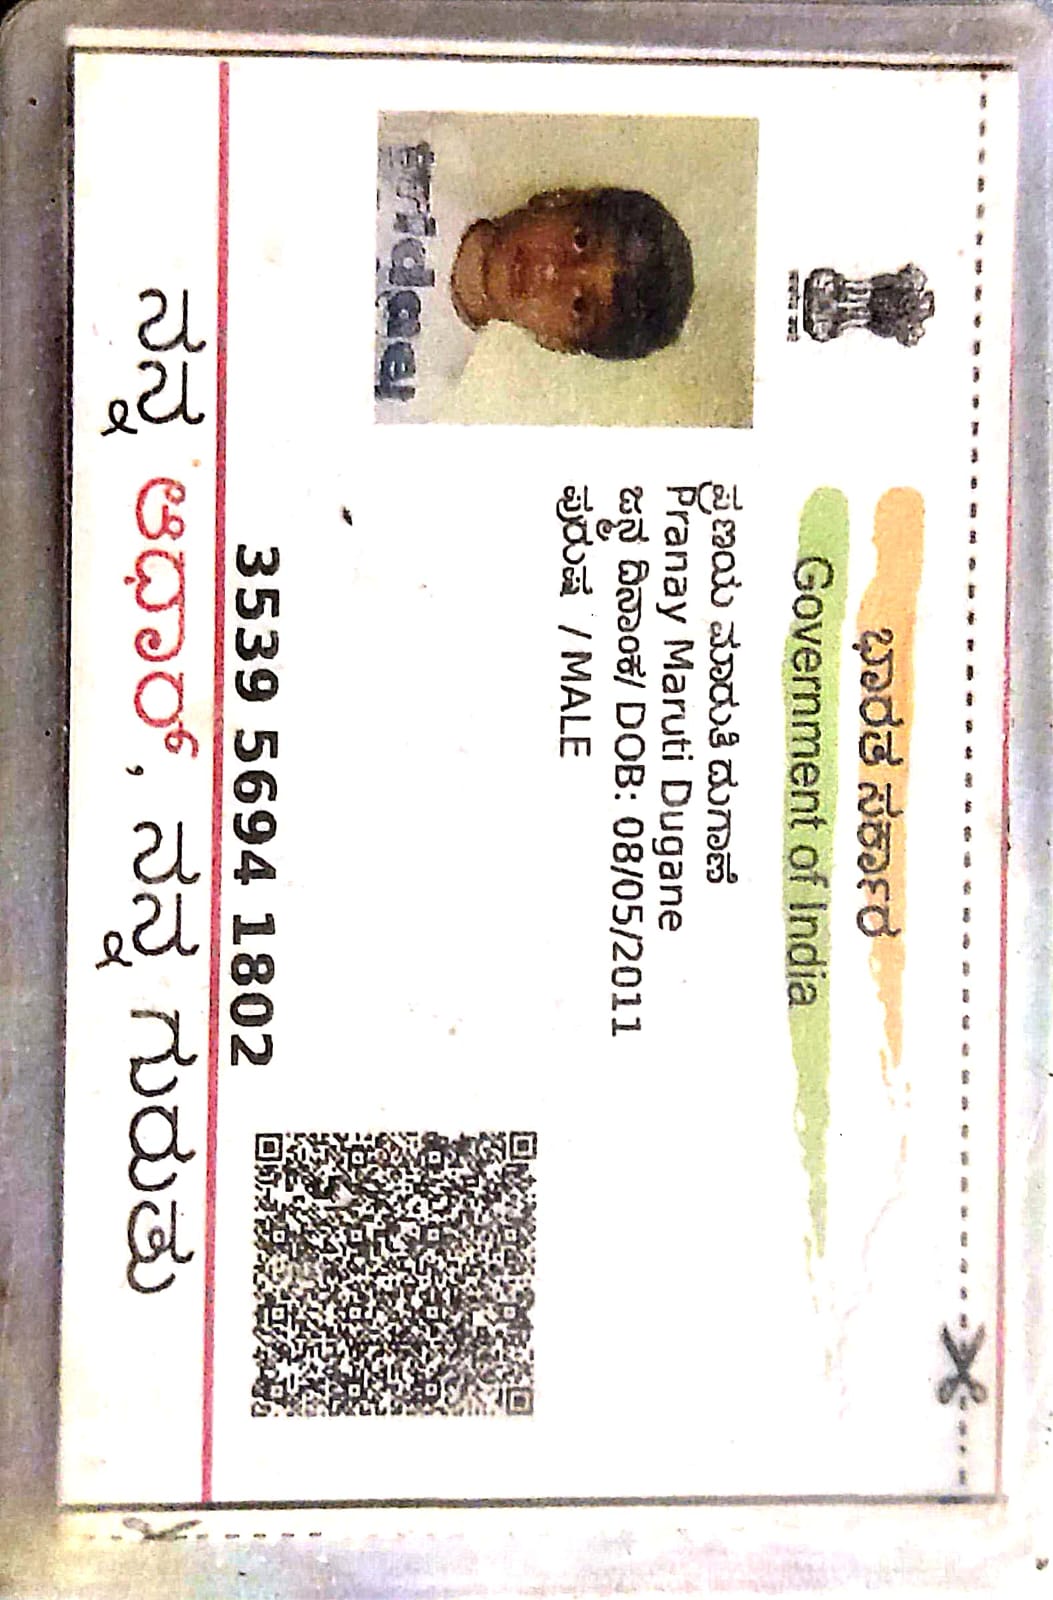 ಭಾರತ ಸರ್ಕಾರ
Government of India
ಪ್ರಣಯ ಮಾರುತಿ ದುಗಾಣೆ
Pranay Maruti Dugane
ಜನ್ಮ ದಿನಾಂಕ/ DOB: 08/05/2011
ಪುರುಷ / MALE
3539 5694 1802
ನನ್ನ ಆಧಾರ್, ನನ್ನ ಗುರುತು